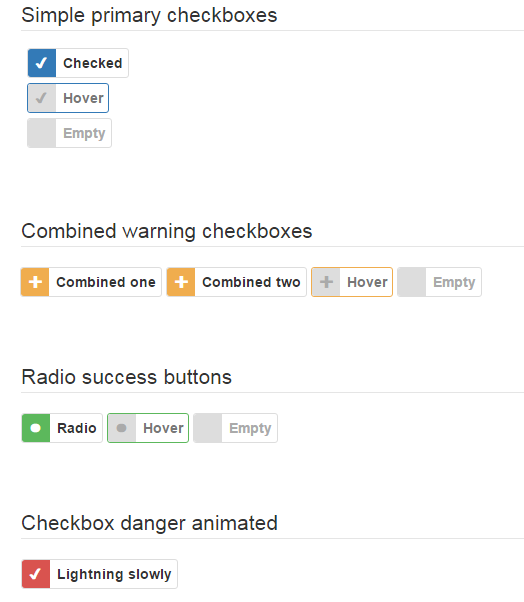 Simple primary checkboxes
Checked
Hover
Empty
Combined warning checkboxes
Combined one Combined two Hover Empty
Radio success buttons
Radio Hover Empty
Checkbox danger animated
Lightning slowly